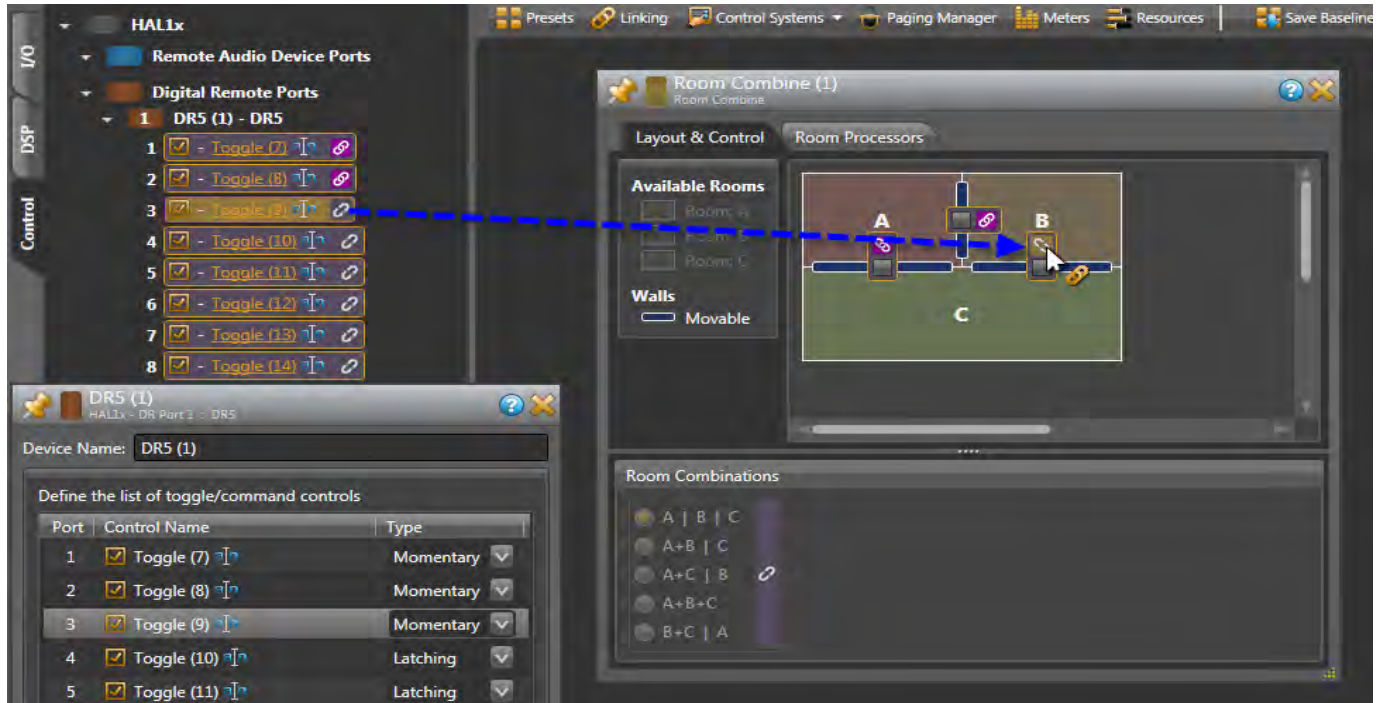 HAL1x
Presets Linking Control Systems Paging Manager Meters Resources Save Baseline
I/O
DSP
Control
Remote Audio Device Ports
Digital Remote Ports
1 DR5 (1) - DR5
1 - Toggle (7)
2 - Toggle (8)
3 - Toggle (9)
4 - Toggle (10)
5 - Toggle (11)
6 - Toggle (12)
7 - Toggle (13)
8 - Toggle (14)
Room Combine (1)
Room Combine
Layout & Control Room Processors
Available Rooms
Room: A
Room: B
Room: C
Walls
Movable
A B
C
Room Combinations
A | B | C
A+B | C
A+C | B
A+B+C
B+C | A
DR5 (1)
HAL1x - DR Port 1 : DR5
Device Name: DR5 (1)
Define the list of toggle/command controls
Port Control Name Type
1 Toggle (7) Momentary
2 Toggle (8) Momentary
3 Toggle (9) Momentary
4 Toggle (10) Latching
5 Toggle (11) Latching